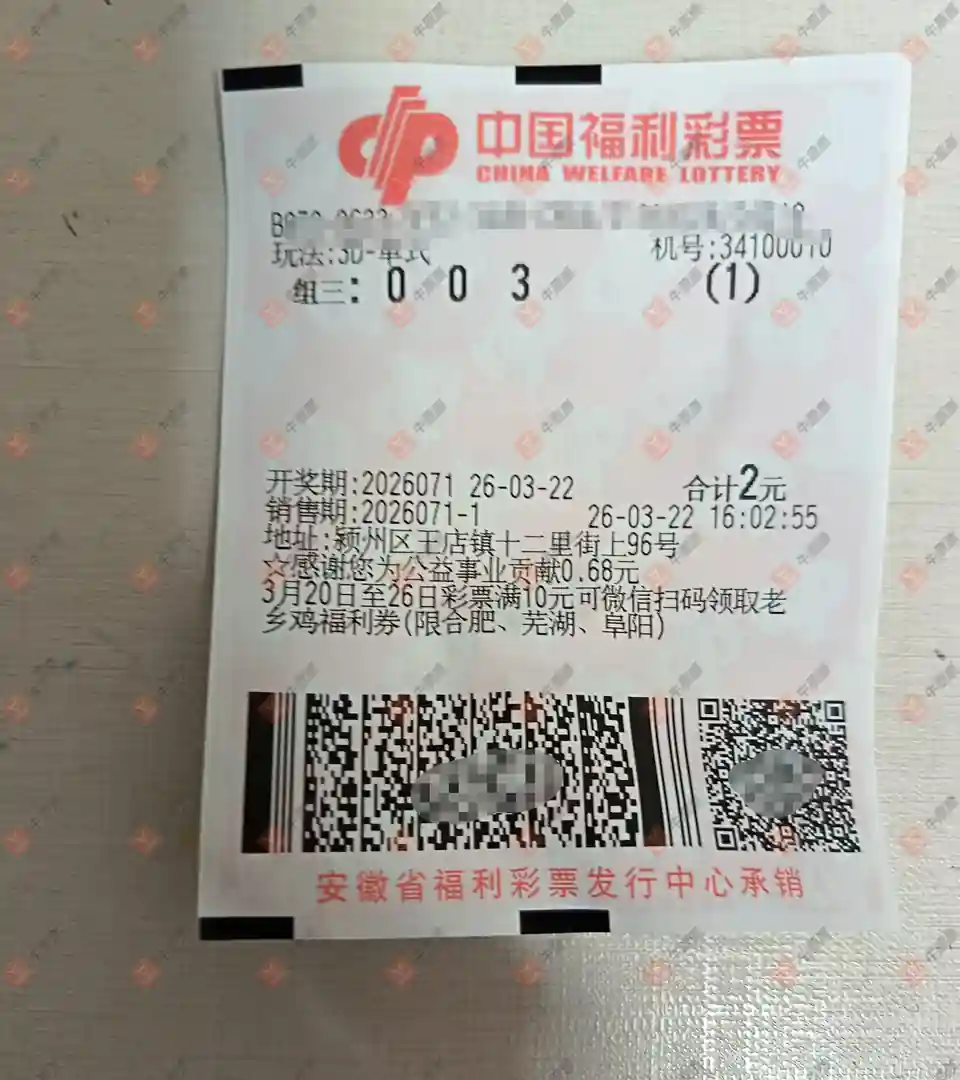 中国福利彩票
CHINA WELFARE LOTTERY
玩法:3D-单式 机号:34100010
组三: 0 0 3 (1)
开奖期:2026071 26-03-22 合计2元
销售期:2026071-1 26-03-22 16:02:55
地址:颍州区王店镇十二里街上96号
☆感谢您为公益事业贡献0.68元
3月20日至26日彩票满10元可微信扫码领取老
乡鸡福利券(限合肥、芜湖、阜阳)
安徽省福利彩票发行中心承销